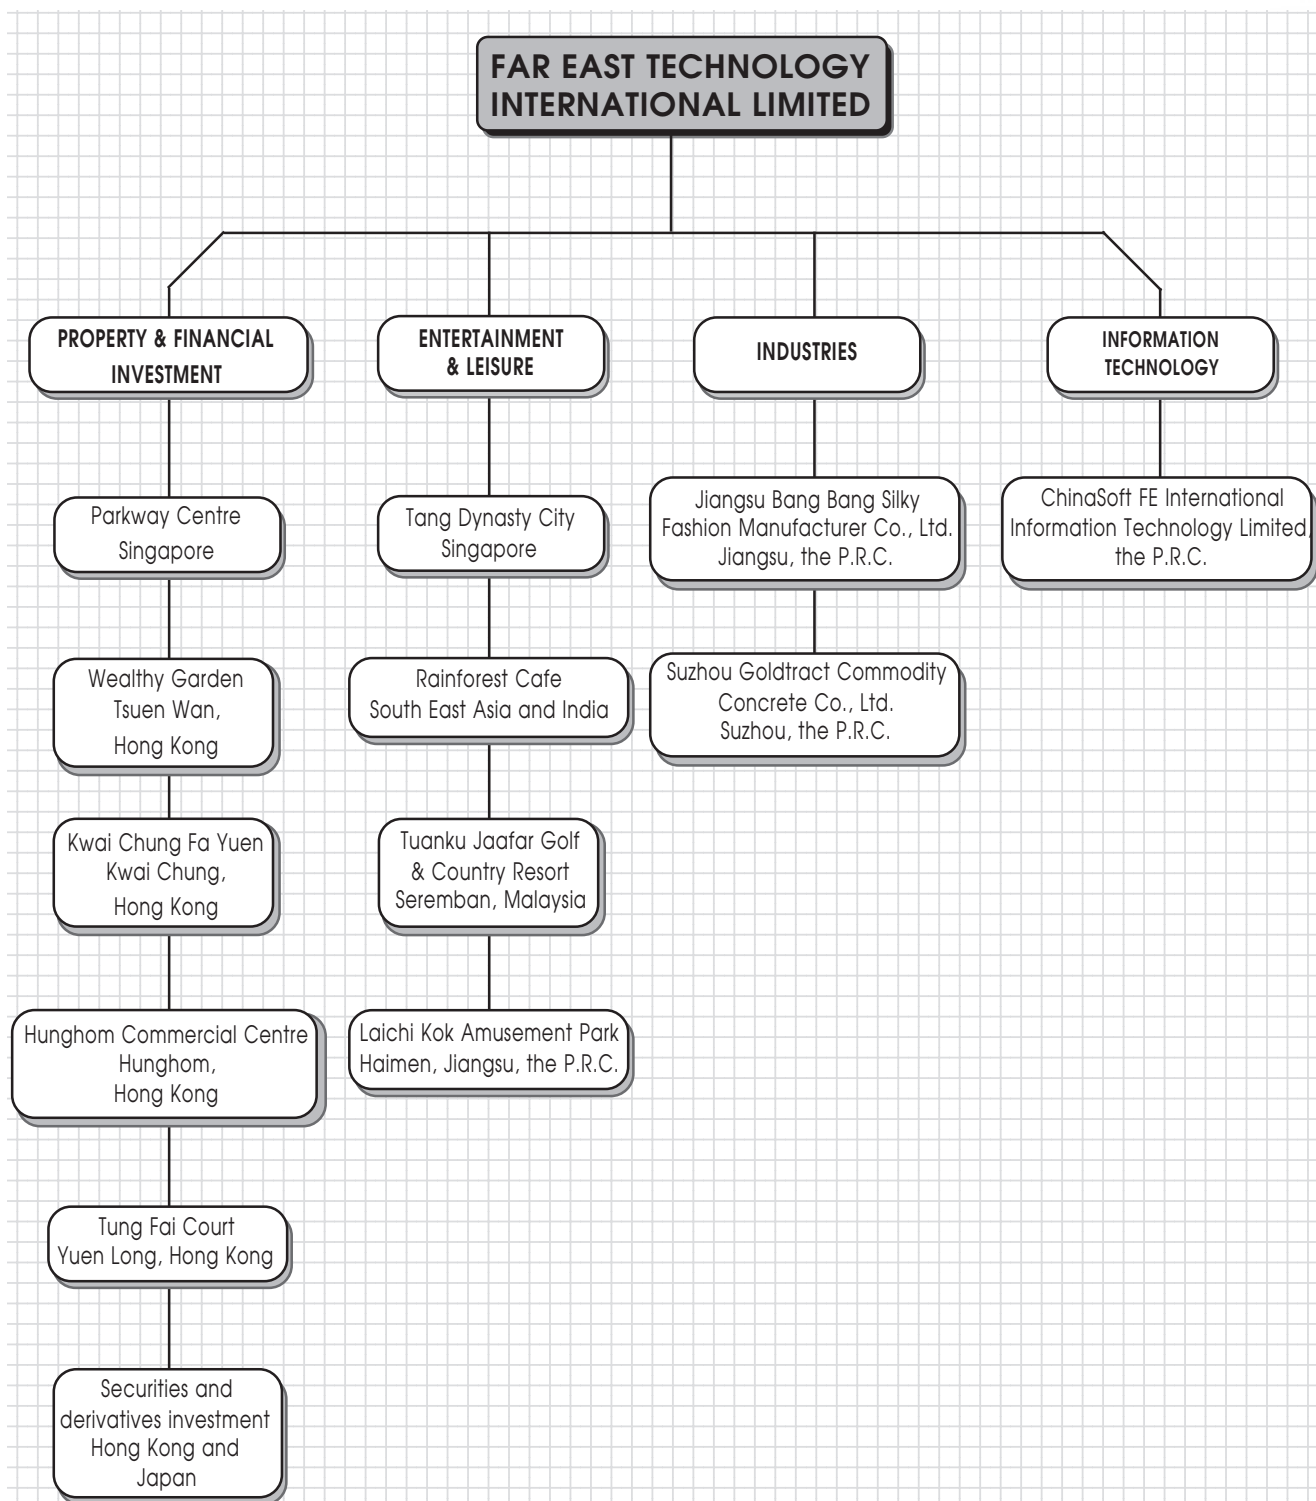 FAR EAST TECHNOLOGY
INTERNATIONAL LIMITED
PROPERTY & FINANCIAL
INVESTMENT
Parkway Centre
Singapore
Wealthy Garden
Tsuen Wan,
Hong Kong
Kwai Chung Fa Yuen
Kwai Chung,
Hong Kong
Hunghom Commercial Centre
Hunghom,
Hong Kong
Tung Fai Court
Yuen Long, Hong Kong
Securities and
derivatives investment
Hong Kong and
Japan
ENTERTAINMENT
& LEISURE
Tang Dynasty City
Singapore
Rainforest Cafe
South East Asia and India
Tuanku Jaafar Golf
& Country Resort
Seremban, Malaysia
Laichi Kok Amusement Park
Haimen, Jiangsu, the P.R.C.
INDUSTRIES
Jiangsu Bang Bang Silky
Fashion Manufacturer Co., Ltd.
Jiangsu, the P.R.C.
Suzhou Goldtract Commodity
Concrete Co., Ltd.
Suzhou, the P.R.C.
INFORMATION
TECHNOLOGY
ChinaSoft FE International
Information Technology Limited,
the P.R.C.